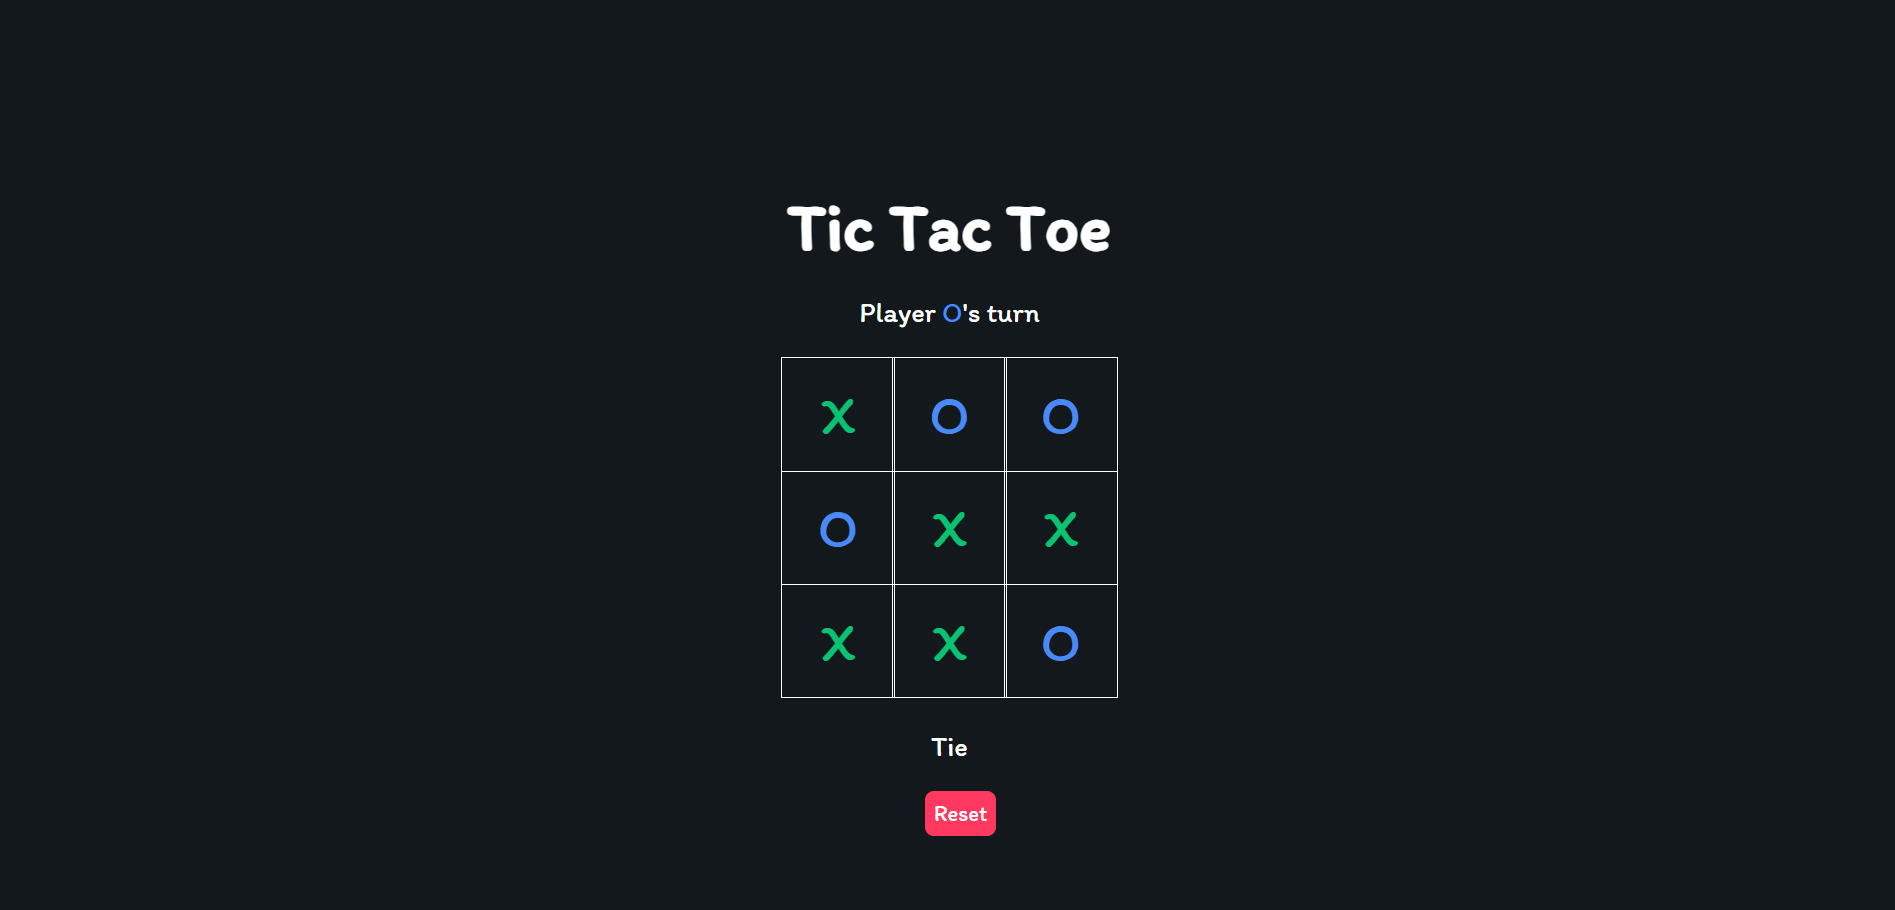 Tic Tac Toe
Player O's turn
X O O
O X X
X X O
Tie
Reset